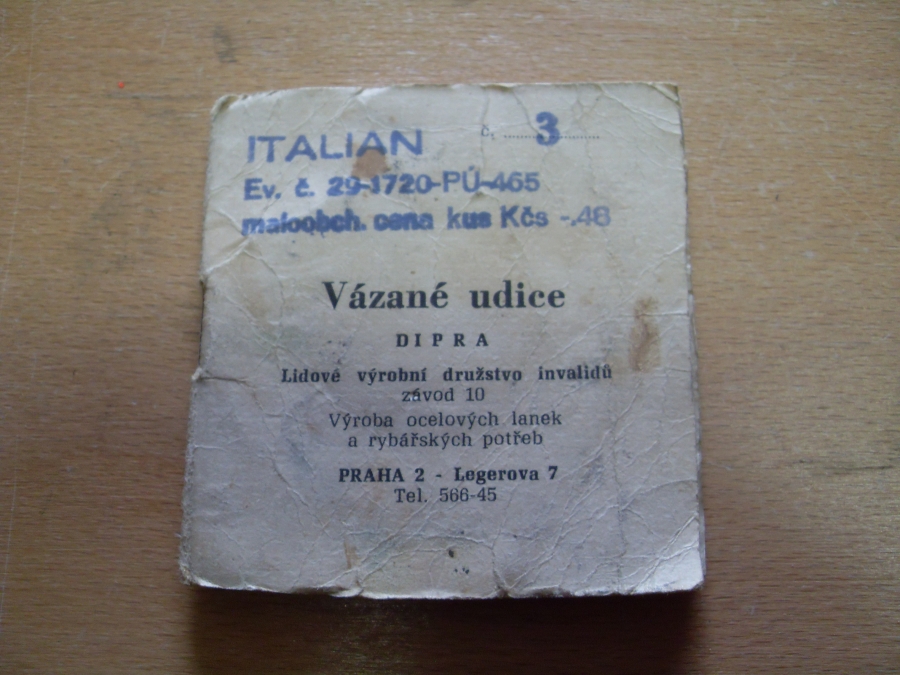 ITALIAN
č. 3
Ev. č. 29-1720-PÚ-465
maloobch. cena kus Kčs -.48
Vázané udice
DIPRA
Lidové výrobní družstvo invalidů
závod 10
Výroba ocelových lanek
a rybářských potřeb
PRAHA 2 - Legerova 7
Tel. 566-45